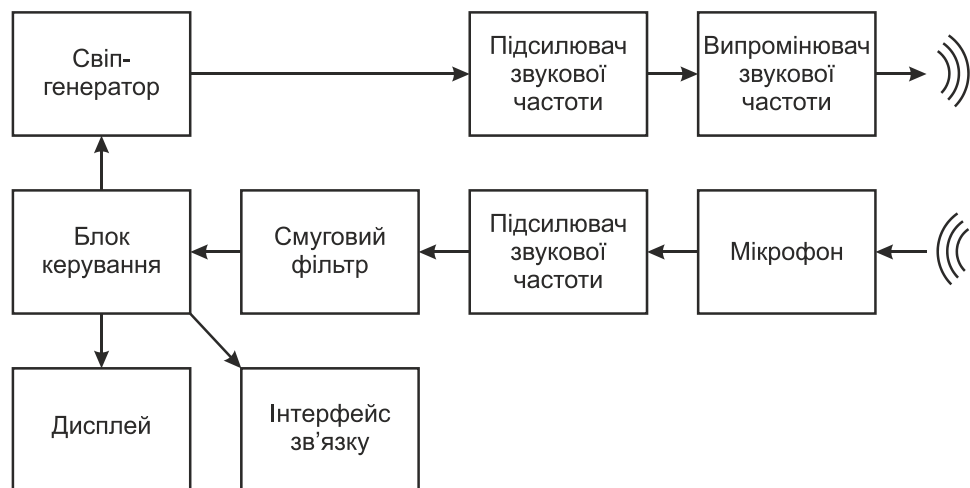 Свіп-
генератор
Підсилювач
звукової
частоти
Випромінювач
звукової
частоти
Блок
керування
Смуговий
фільтр
Підсилювач
звукової
частоти
Мікрофон
Дисплей
Інтерфейс
зв'язку